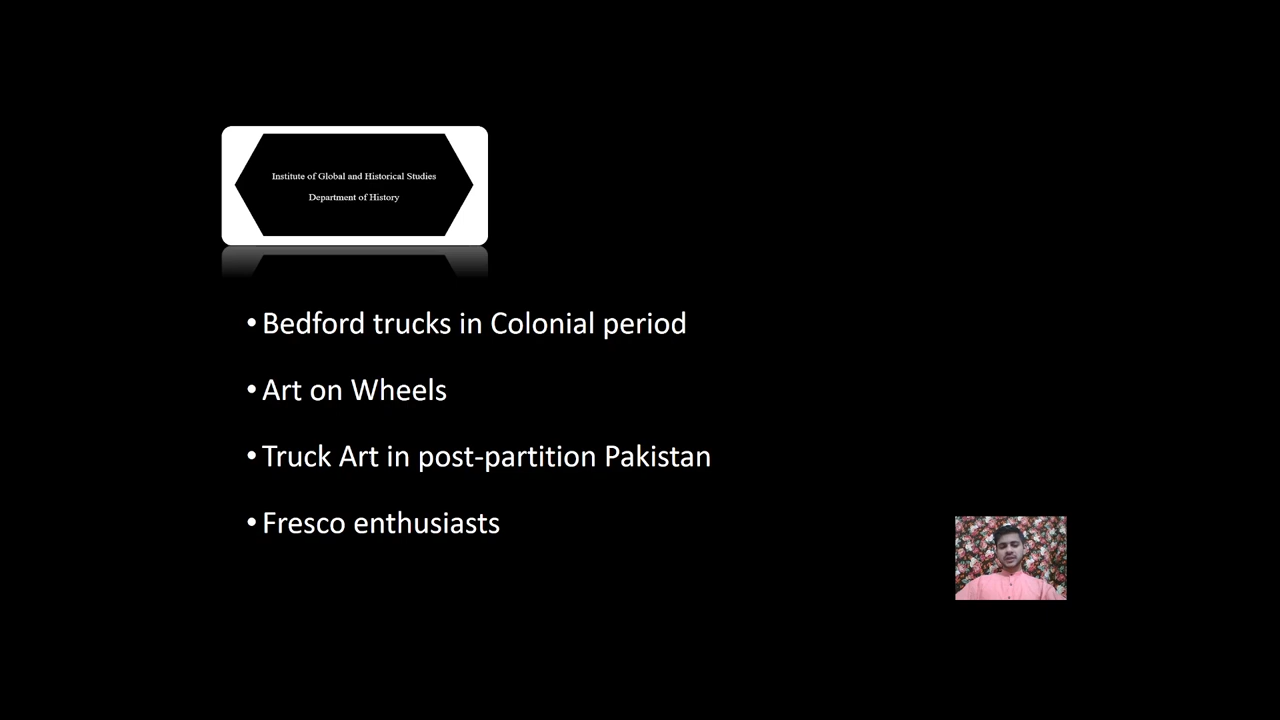 Institute of Global and Historical Studies
Department of History
• Bedford trucks in Colonial period
• Art on Wheels
• Truck Art in post-partition Pakistan
• Fresco enthusiasts